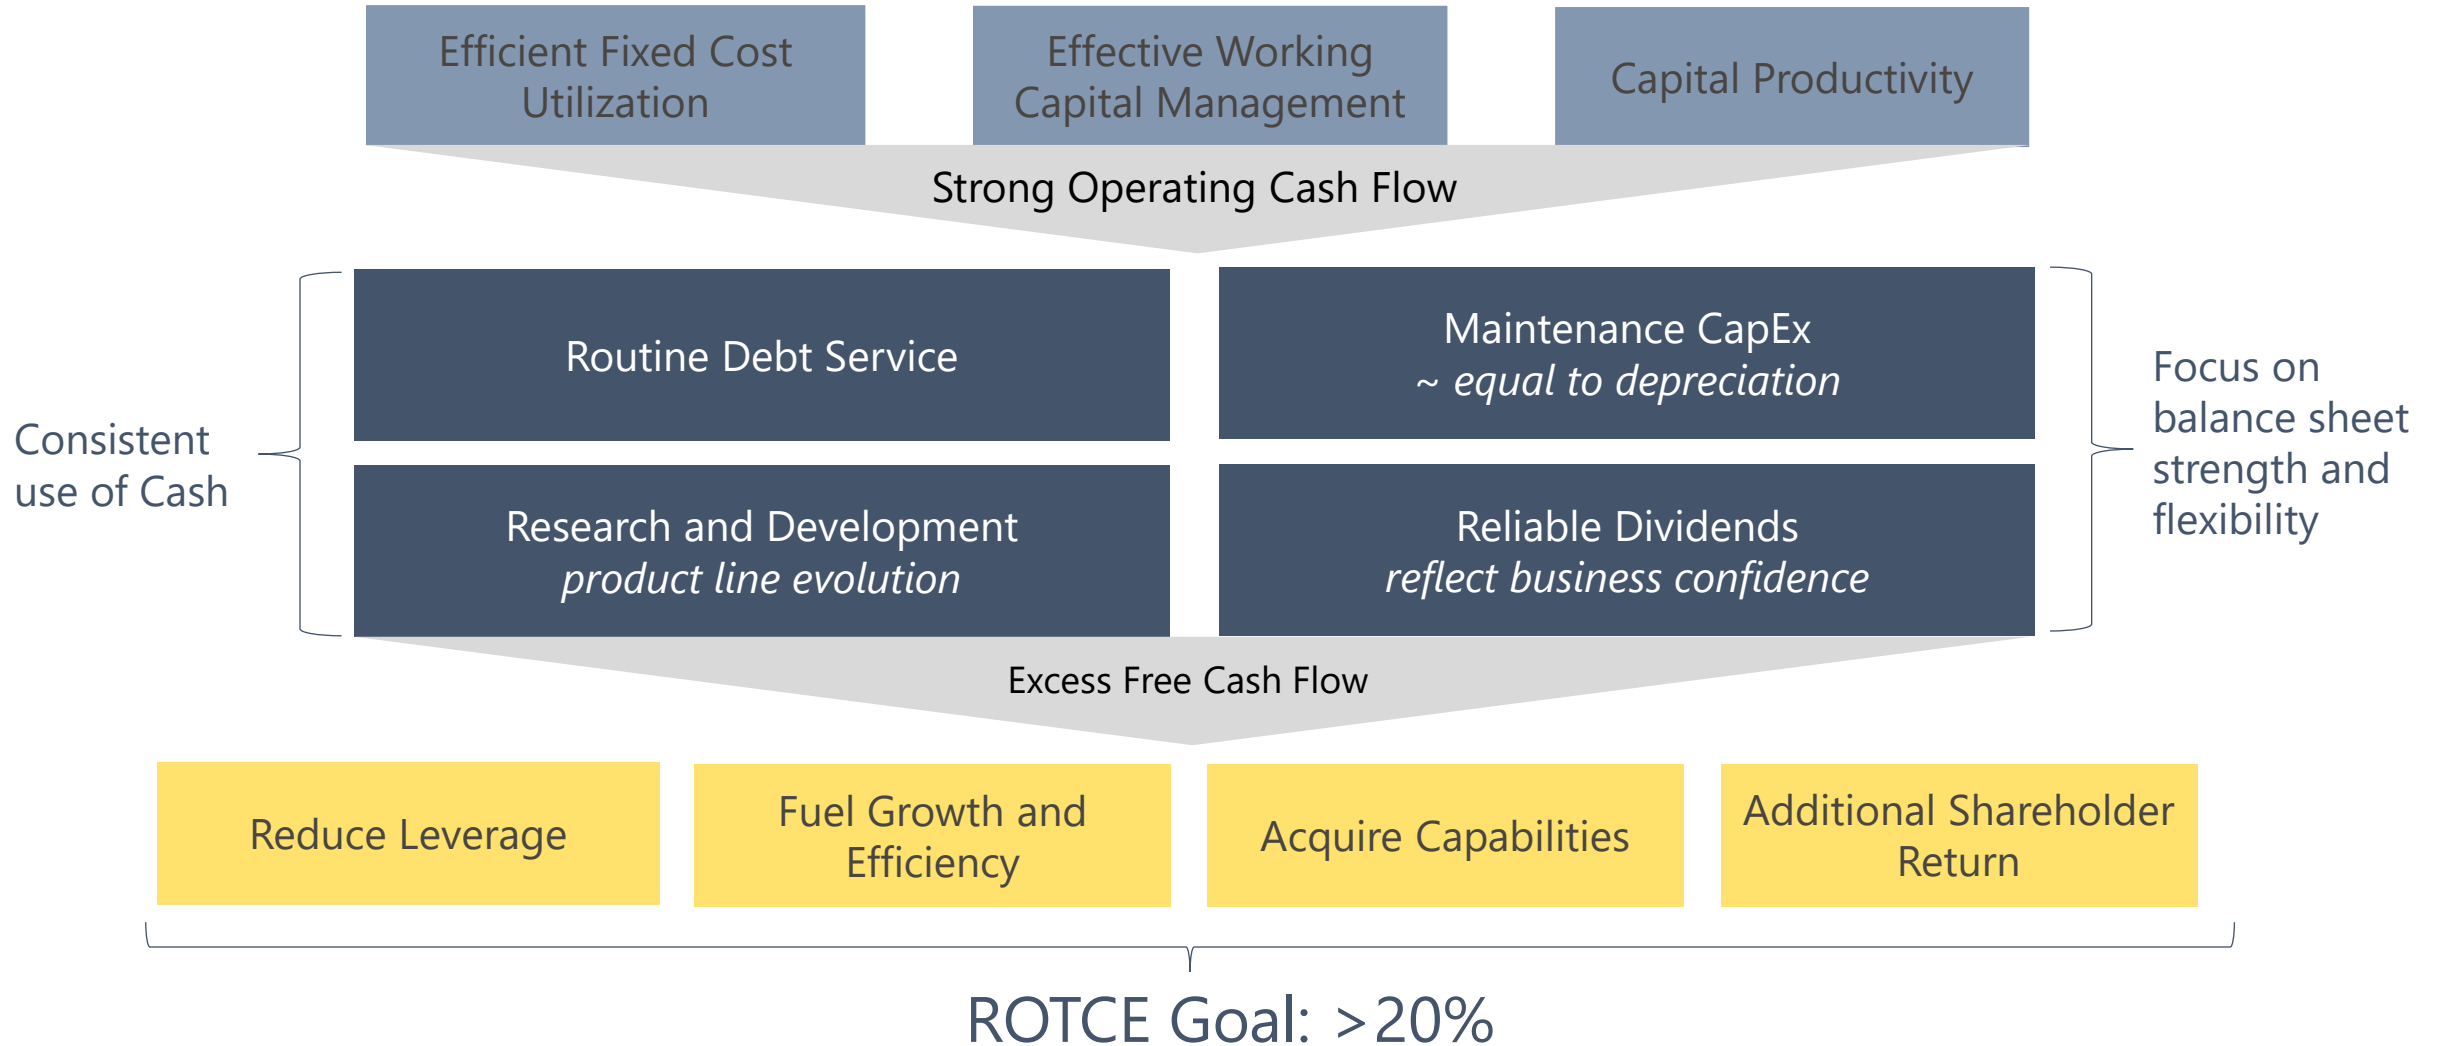 Efficient Fixed Cost
Utilization
Effective Working
Capital Management
Capital Productivity
Strong Operating Cash Flow
Consistent
use of Cash
Routine Debt Service
Maintenance CapEx
~ equal to depreciation
Research and Development
product line evolution
Reliable Dividends
reflect business confidence
Focus on
balance sheet
strength and
flexibility
Excess Free Cash Flow
Reduce Leverage
Fuel Growth and
Efficiency
Acquire Capabilities
Additional Shareholder
Return
ROTCE Goal: >20%